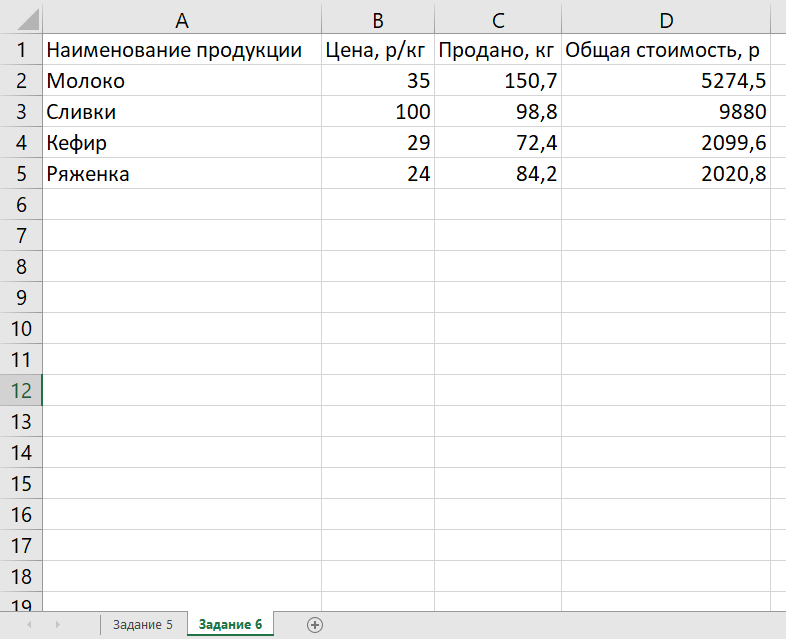 A B C D
1 Наименование продукции Цена, р/кг Продано, кг Общая стоимость, р
2 Молоко 35 150,7 5274,5
3 Сливки 100 98,8 9880
4 Кефир 29 72,4 2099,6
5 Ряженка 24 84,2 2020,8
6
7
8
9
10
11
12
13
14
15
16
17
18
19
Задание 5 Задание 6